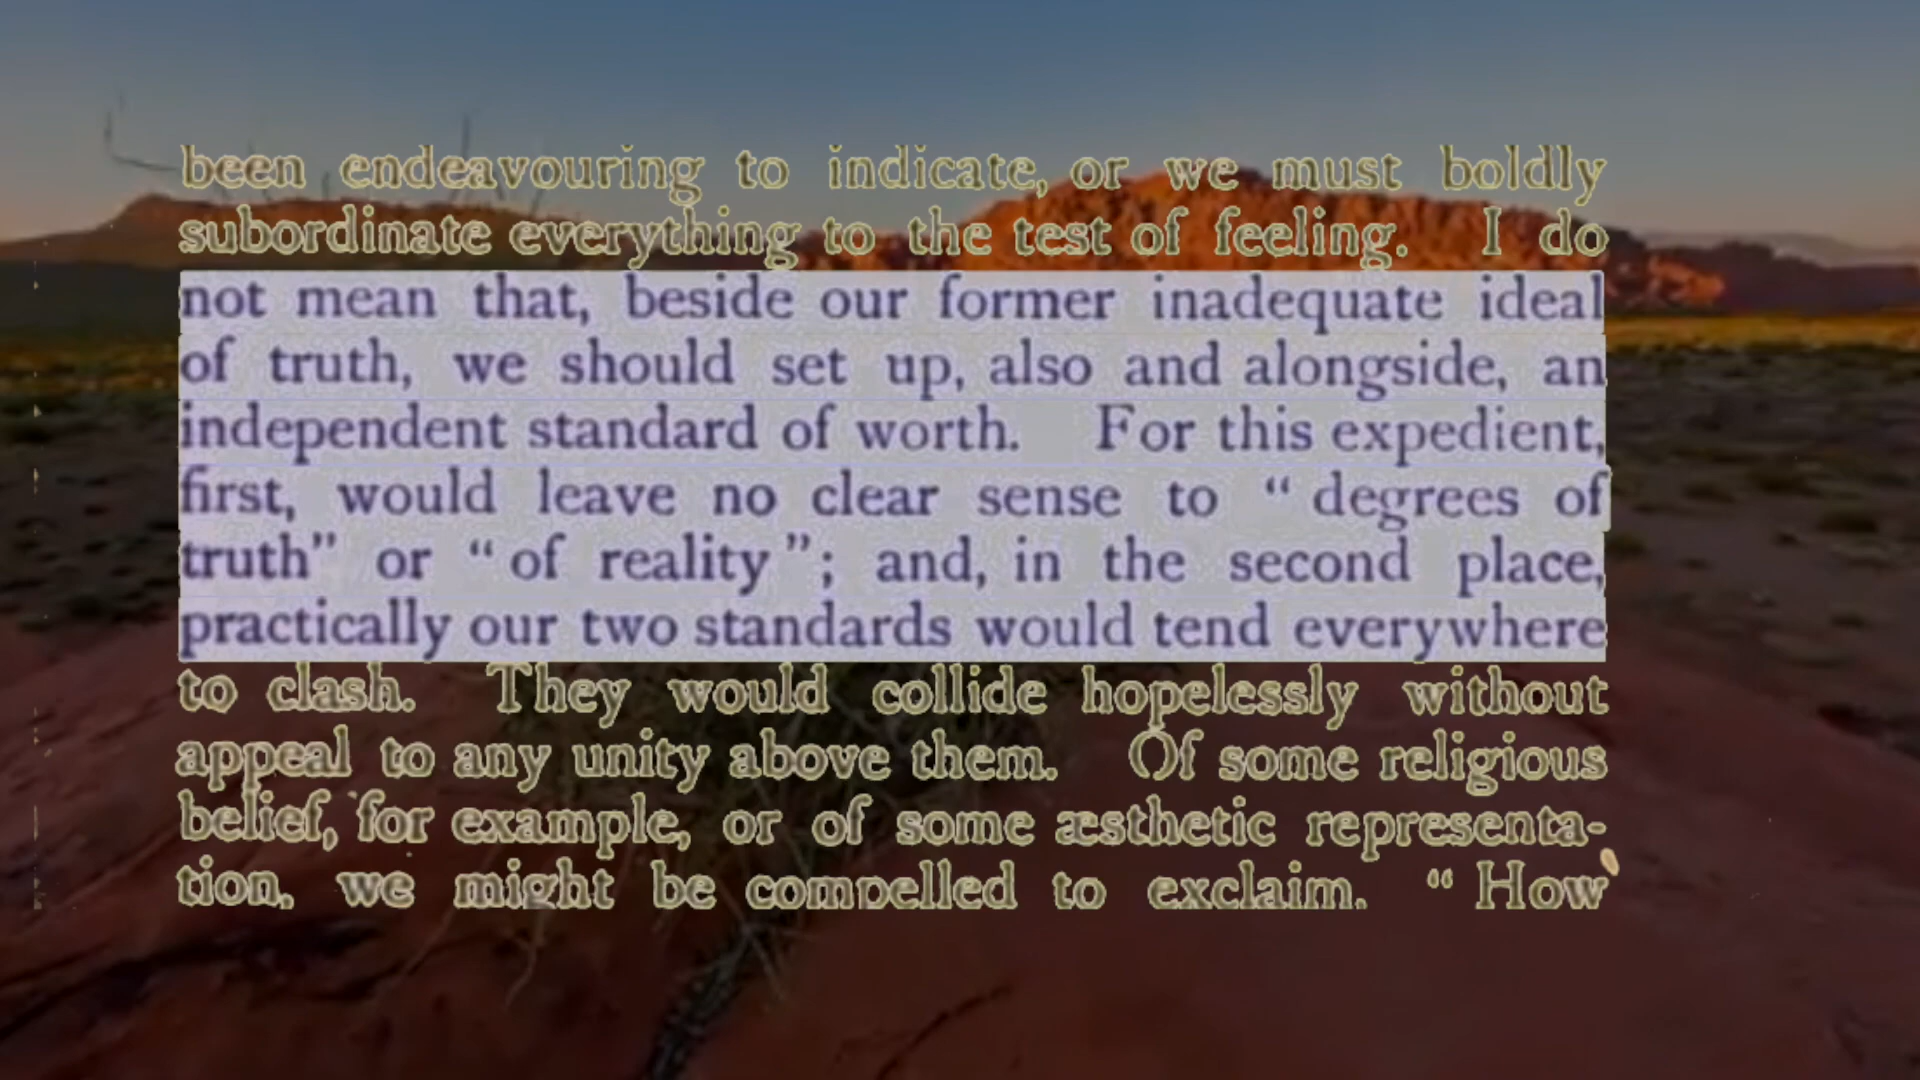 been endeavouring to indicate, or we must boldly
subordinate everything to the test of feeling. I do
not mean that, beside our former inadequate ideal
of truth, we should set up, also and alongside, an
independent standard of worth. For this expedient,
first, would leave no clear sense to “ degrees of
truth” or “ of reality ” ; and, in the second place,
practically our two standards would tend everywhere
to clash. They would collide hopelessly without
appeal to any unity above them. Of some religious
belief, for example, or of some æsthetic representa-
tion, we might be compelled to exclaim. “ How